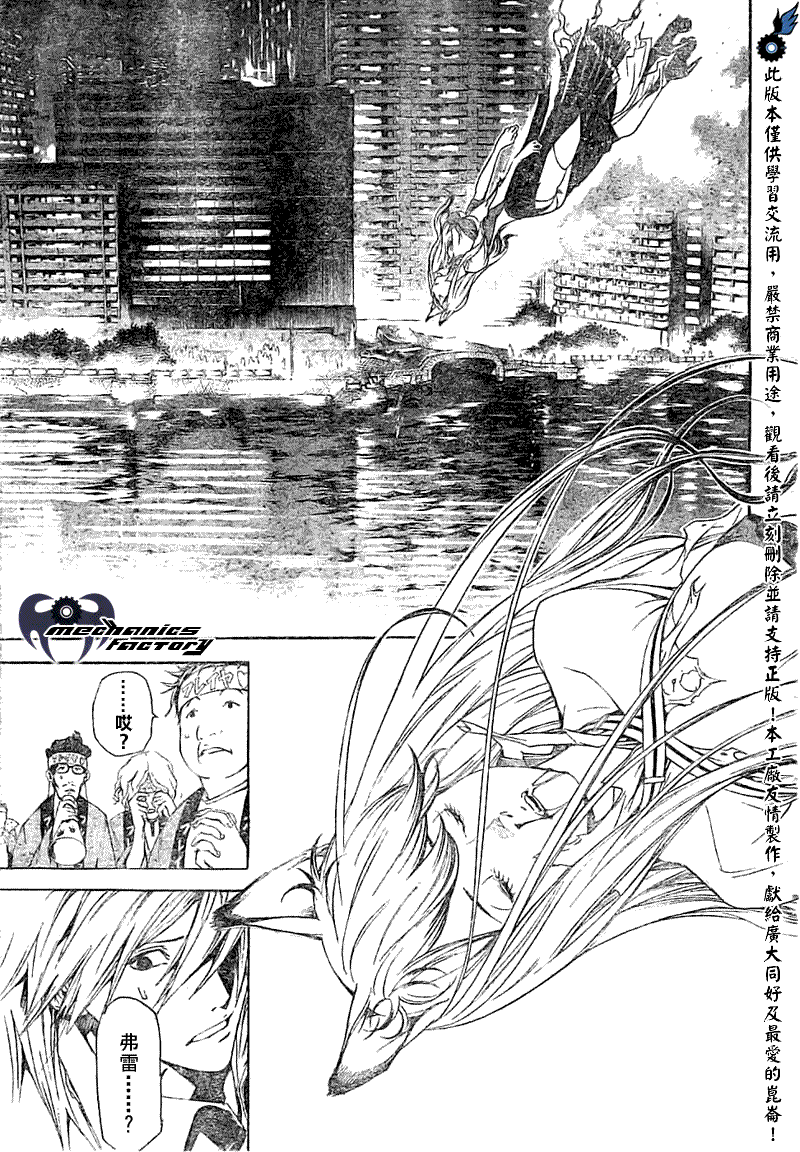 此版本僅供學習交流用，嚴禁商業用途，觀看後請立刻刪除並請支持正版！本工廠友情製作，獻給廣大同好及最愛的崑崙！
mechanics
Factory
……哎？
弗雷……？